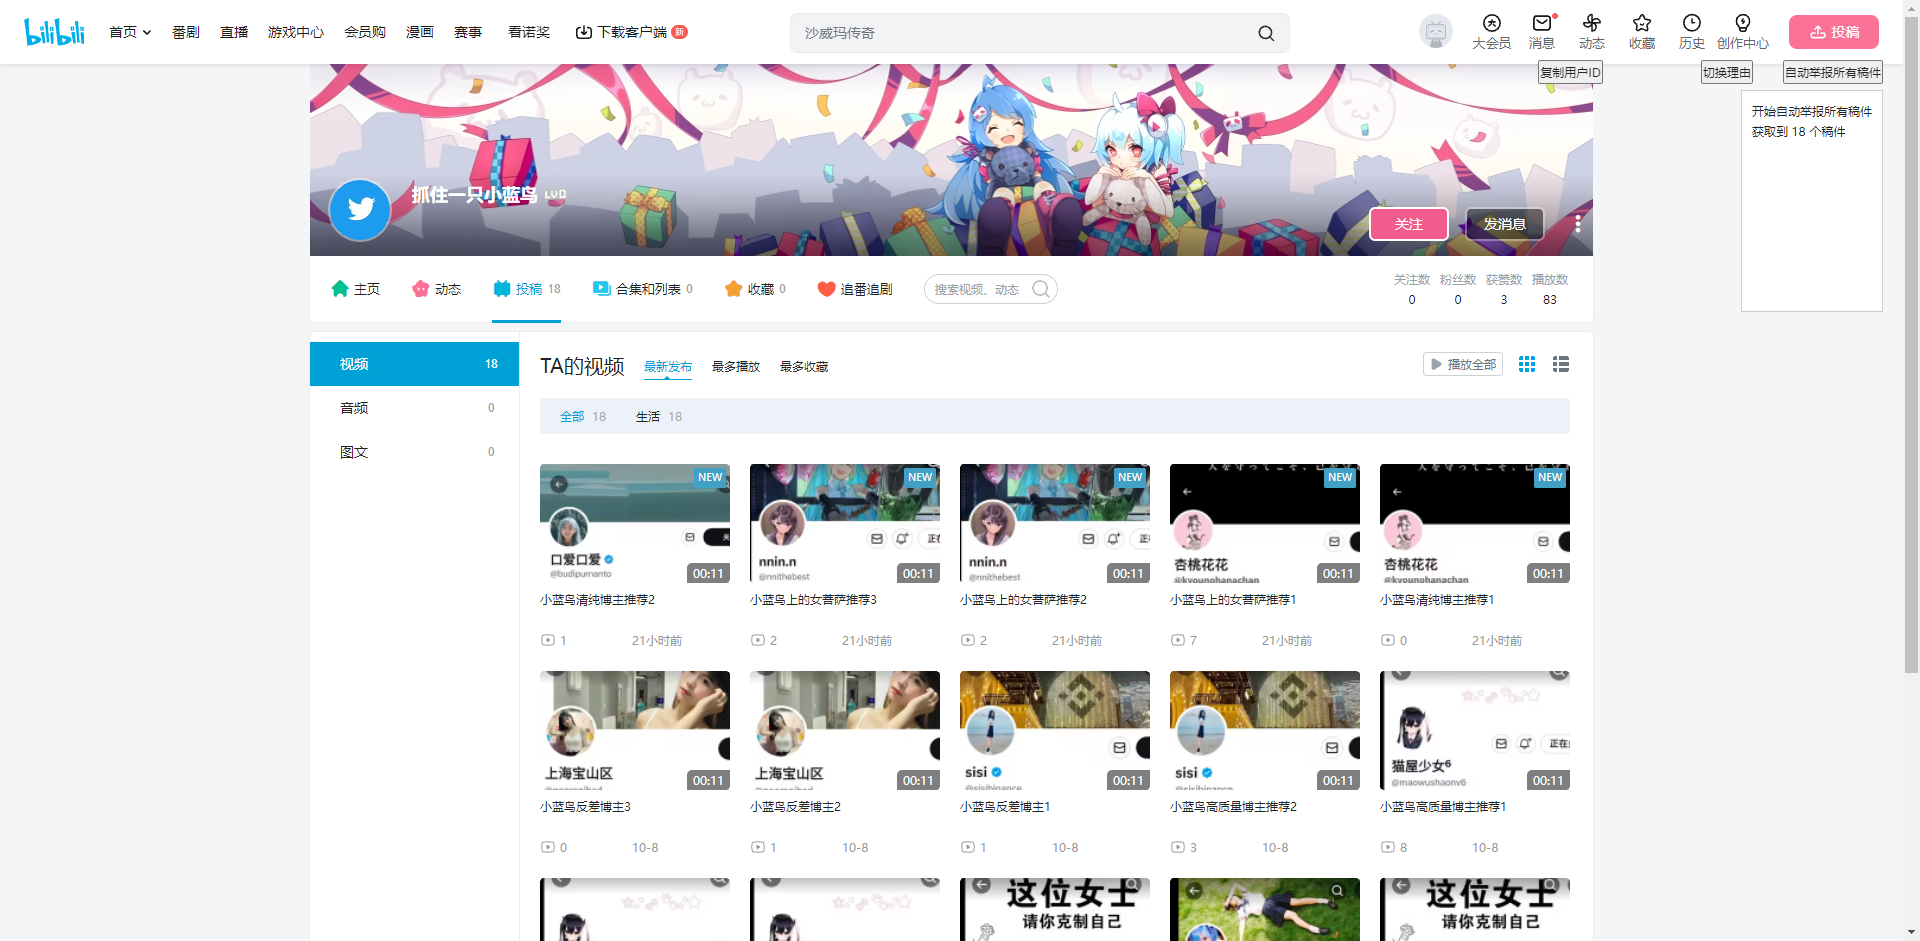 bilibili 首页 番剧 直播 游戏中心 会员购 漫画 赛事 看诺奖 下载客户端 新 沙威玛传奇 大会员 消息 动态 收藏 历史 创作中心 投稿
复制用户ID 切换理由 自动举报所有稿件
开始自动举报所有稿件
获取到 18 个稿件
抓住一只小蓝鸟 LV0
关注 发消息
主页 动态 投稿 18 合集和列表 0 收藏 0 追番追剧 搜索视频、动态
关注数 粉丝数 获赞数 播放数
0 0 3 83
视频 18
音频 0
图文 0
TA的视频 最新发布 最多播放 最多收藏 播放全部
全部 18 生活 18
NEW NEW NEW NEW NEW
口爱口爱
@budipurnanto
00:11
nnin.n
@nnithebest
00:11
nnin.n
@nnithebest
00:11
杏桃花花
@kyounohanachan
00:11
杏桃花花
@kyounohanachan
00:11
小蓝鸟清纯博主推荐2 小蓝鸟上的女菩萨推荐3 小蓝鸟上的女菩萨推荐2 小蓝鸟上的女菩萨推荐1 小蓝鸟清纯博主推荐1
1 21小时前 2 21小时前 2 21小时前 7 21小时前 0 21小时前
上海宝山区
00:11
上海宝山区
00:11
sisi
@sisibinance
00:11
sisi
@sisibinance
00:11
猫屋少女6
@maowushaonv6
00:11
小蓝鸟反差博主3 小蓝鸟反差博主2 小蓝鸟反差博主1 小蓝鸟高质量博主推荐2 小蓝鸟高质量博主推荐1
0 10-8 1 10-8 1 10-8 3 10-8 8 10-8
这位女士
请你克制自己
这位女士
请你克制自己